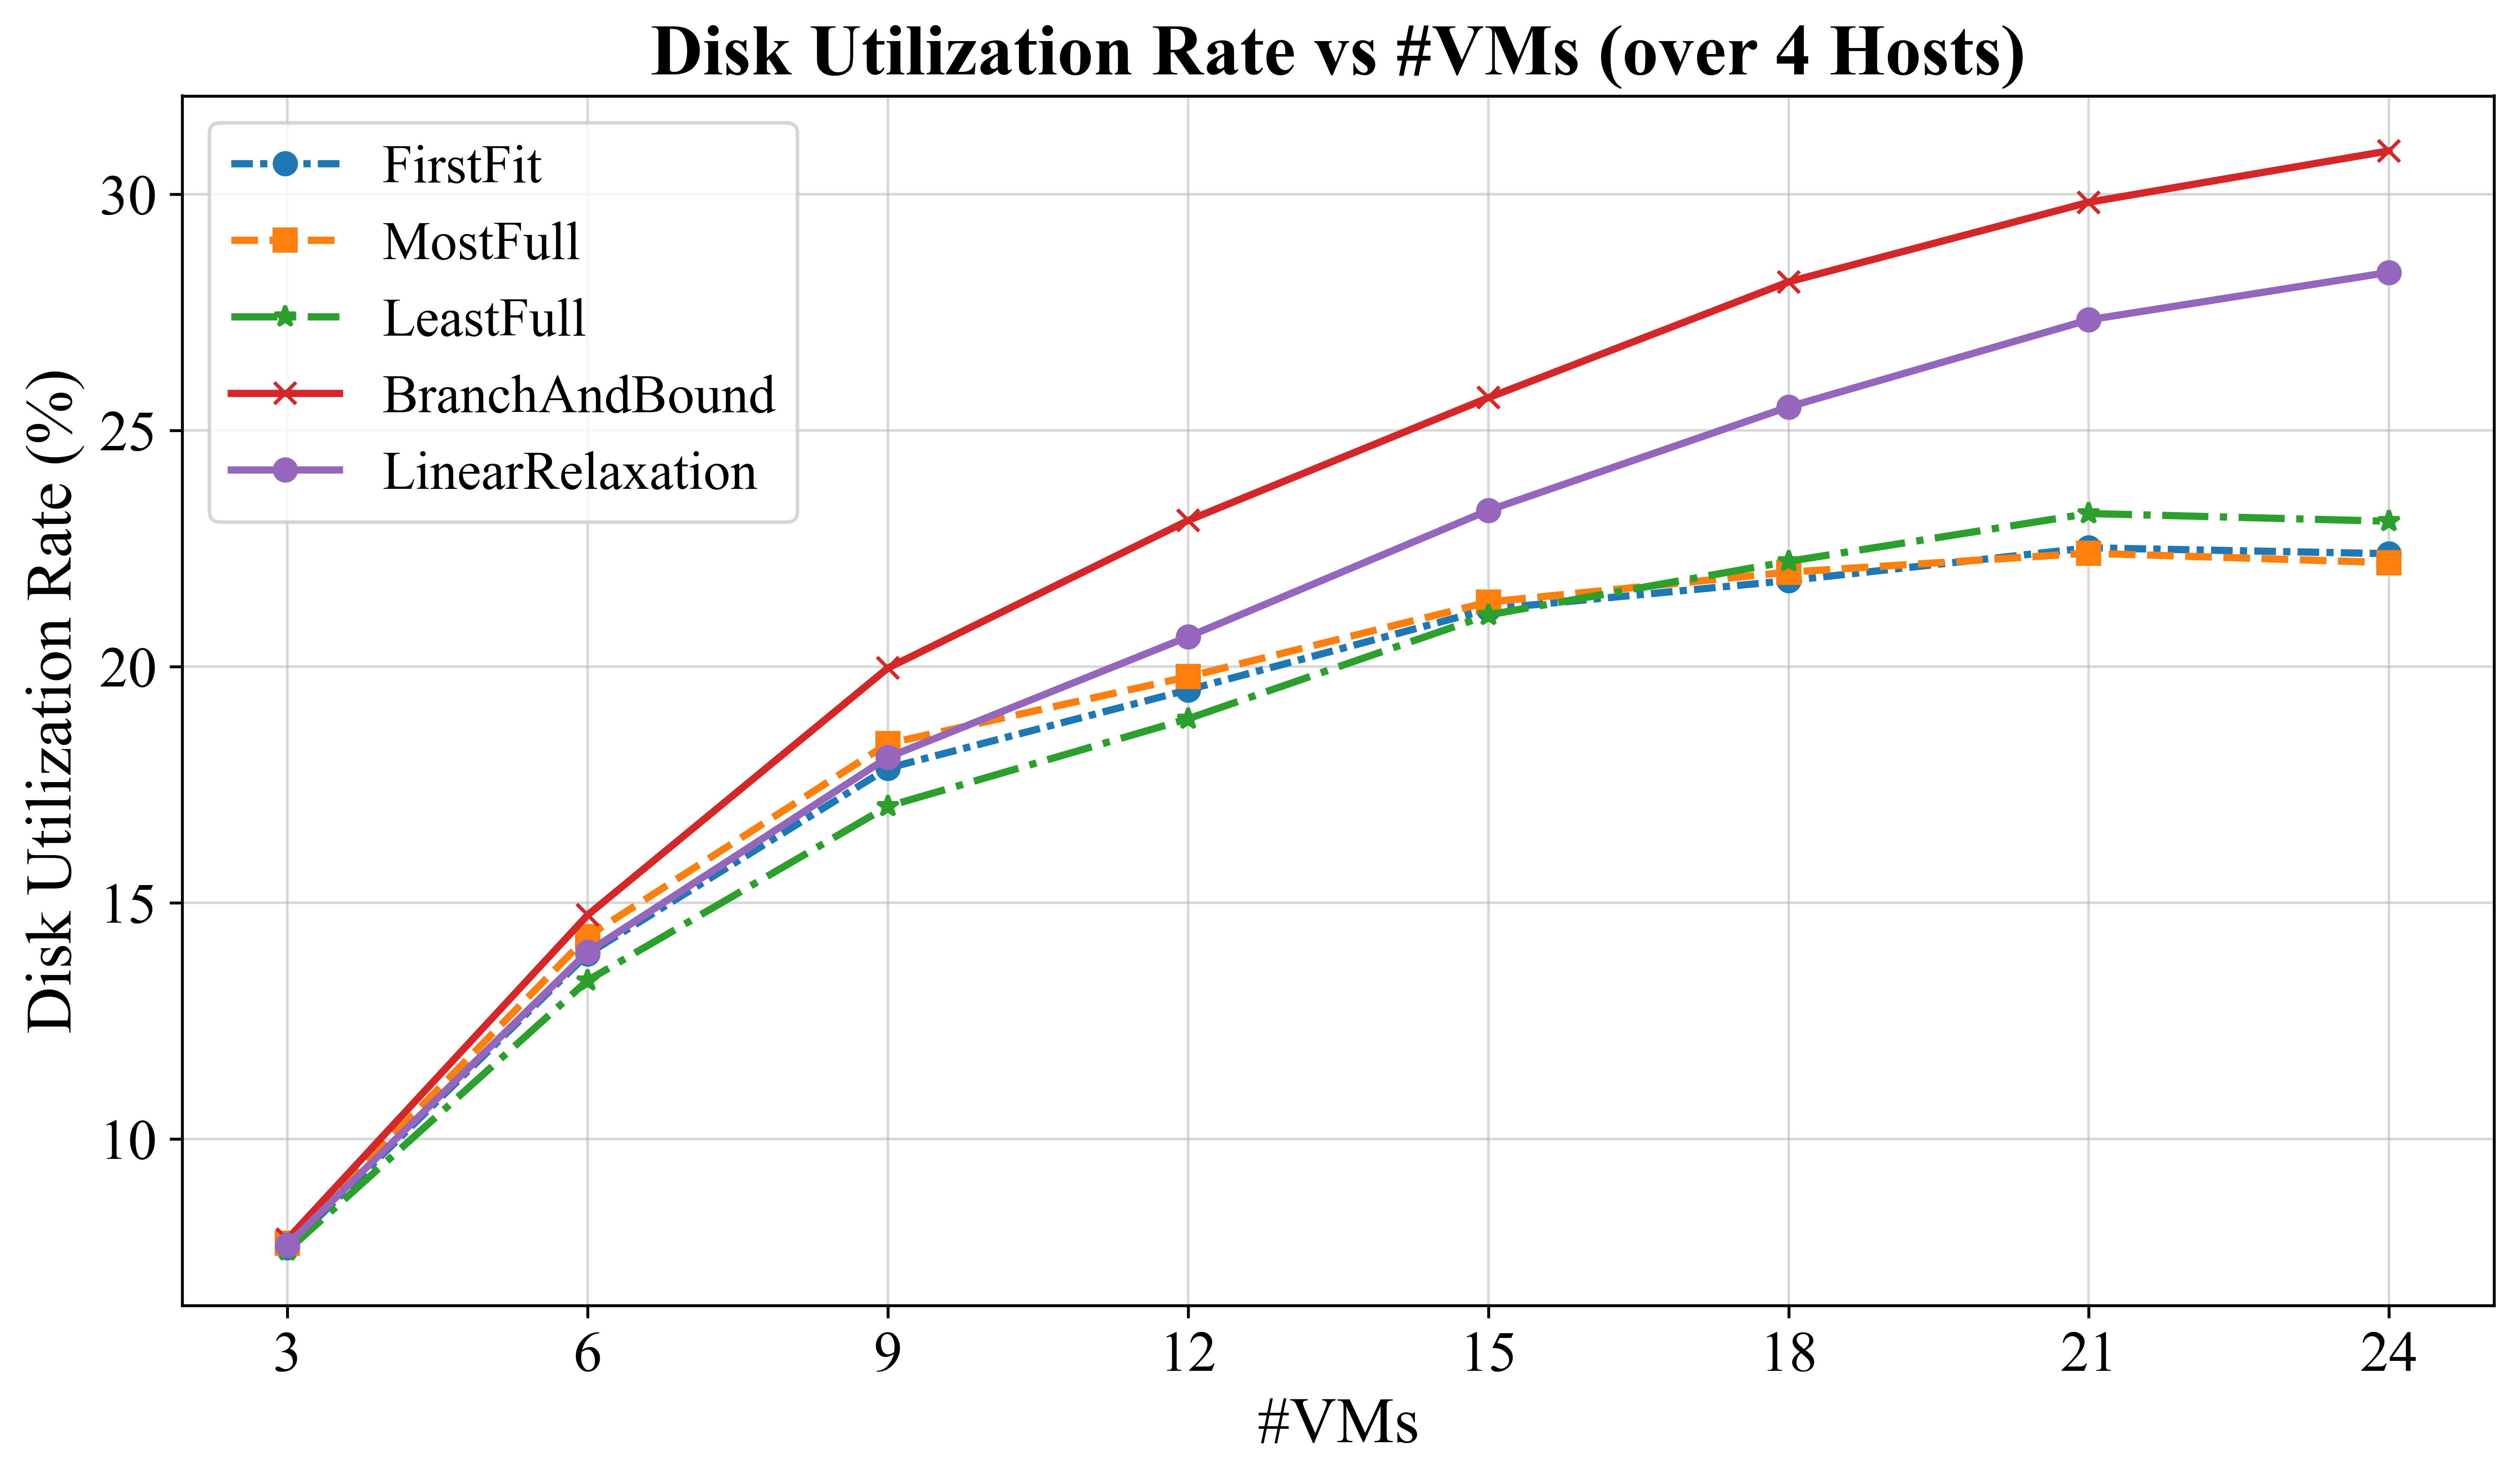 Disk Utilization Rate vs #VMs (over 4 Hosts)
FirstFit
MostFull
LeastFull
BranchAndBound
LinearRelaxation
Disk Utilization Rate (%)
30
25
20
15
10
3 6 9 12 15 18 21 24
#VMs